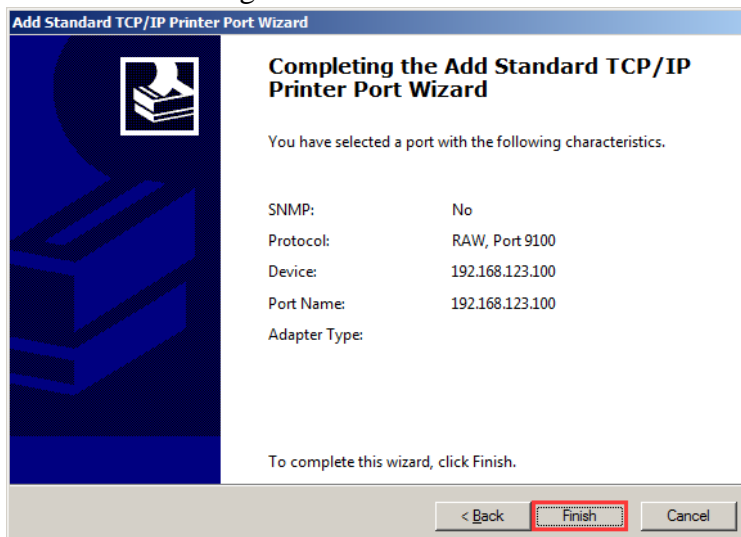 Add Standard TCP/IP Printer Port Wizard
Completing the Add Standard TCP/IP
Printer Port Wizard
You have selected a port with the following characteristics.
SNMP: No
Protocol: RAW, Port 9100
Device: 192.168.123.100
Port Name: 192.168.123.100
Adapter Type:
To complete this wizard, click Finish.
< Back Finish Cancel